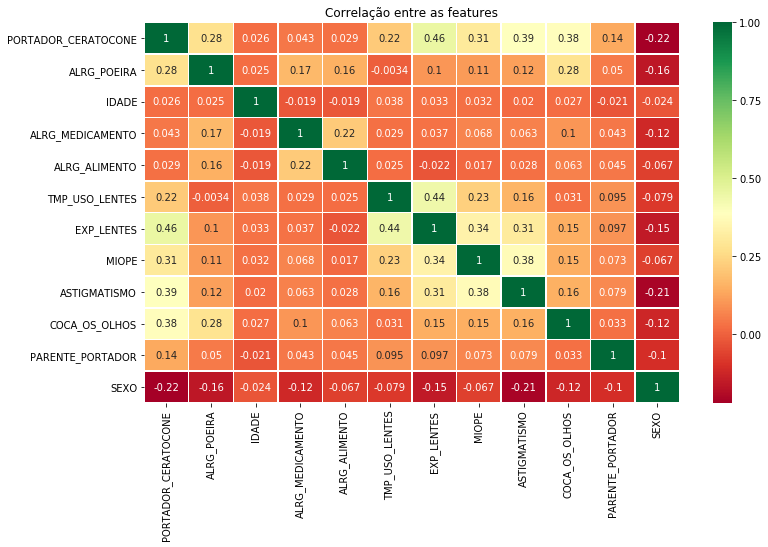 Correlação entre as features
PORTADOR_CERATOCONE 1 0.28 0.026 0.043 0.029 0.22 0.46 0.31 0.39 0.38 0.14 -0.22
ALRG_POEIRA 0.28 1 0.025 0.17 0.16 -0.0034 0.1 0.11 0.12 0.28 0.05 -0.16
IDADE 0.026 0.025 1 -0.019 -0.019 0.038 0.033 0.032 0.02 0.027 -0.021 -0.024
ALRG_MEDICAMENTO 0.043 0.17 -0.019 1 0.22 0.029 0.037 0.068 0.063 0.1 0.043 -0.12
ALRG_ALIMENTO 0.029 0.16 -0.019 0.22 1 0.025 -0.022 0.017 0.028 0.063 0.045 -0.067
TMP_USO_LENTES 0.22 -0.0034 0.038 0.029 0.025 1 0.44 0.23 0.16 0.031 0.095 -0.079
EXP_LENTES 0.46 0.1 0.033 0.037 -0.022 0.44 1 0.34 0.31 0.15 0.097 -0.15
MIOPE 0.31 0.11 0.032 0.068 0.017 0.23 0.34 1 0.38 0.15 0.073 -0.067
ASTIGMATISMO 0.39 0.12 0.02 0.063 0.028 0.16 0.31 0.38 1 0.16 0.079 -0.21
COCA_OS_OLHOS 0.38 0.28 0.027 0.1 0.063 0.031 0.15 0.15 0.16 1 0.033 -0.12
PARENTE_PORTADOR 0.14 0.05 -0.021 0.043 0.045 0.095 0.097 0.073 0.079 0.033 1 -0.1
SEXO -0.22 -0.16 -0.024 -0.12 -0.067 -0.079 -0.15 -0.067 -0.21 -0.12 -0.1 1
PORTADOR_CERATOCONE
ALRG_POEIRA
IDADE
ALRG_MEDICAMENTO
ALRG_ALIMENTO
TMP_USO_LENTES
EXP_LENTES
MIOPE
ASTIGMATISMO
COCA_OS_OLHOS
PARENTE_PORTADOR
SEXO
1.00
0.75
0.50
0.25
0.00